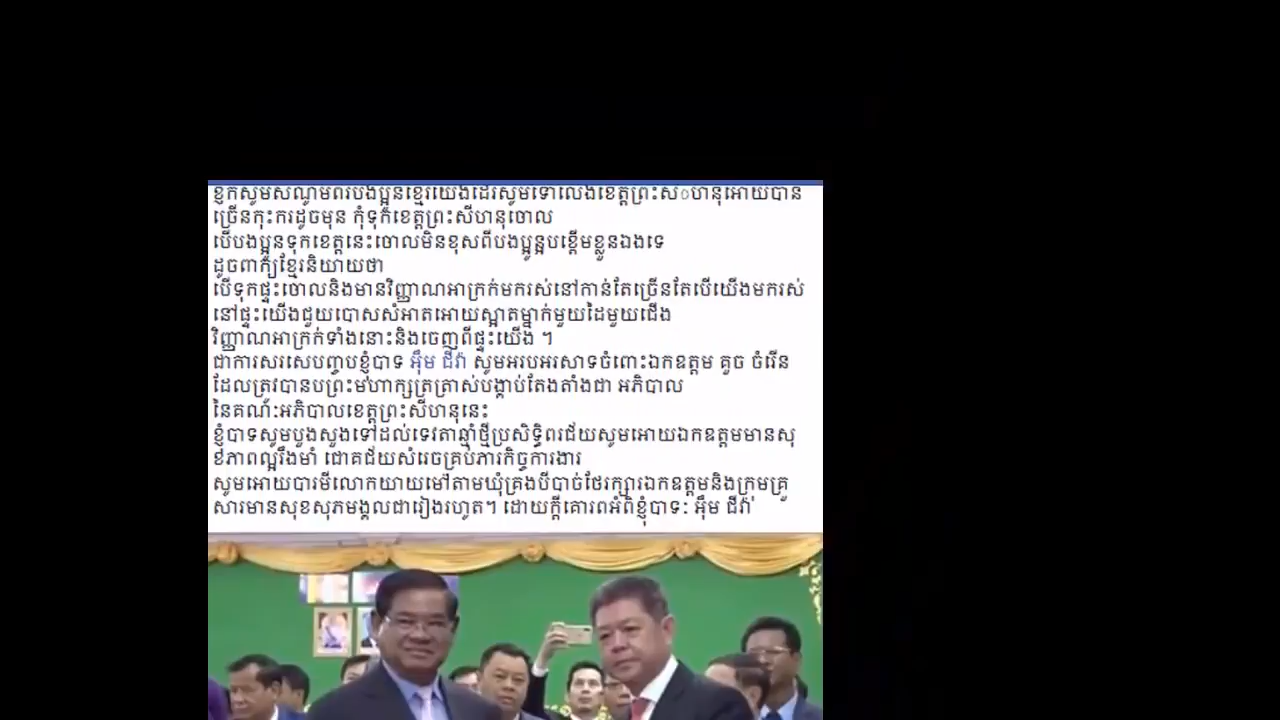 ខ្ញុំក៏សូមសំណូមពរបងប្អូនខ្មែរយើងដែរសូមទៅលេងខេត្តព្រះសីហនុអោយបាន
ច្រើនកុះករដូចមុន កុំទុកខេត្តព្រះសីហនុចោល
បើបងប្អូនទុកខេត្តនេះចោលមិនខុសពីបងប្អូន្អបខ្ពើមខ្លួនឯងទេ
ដូចពាក្យខ្មែរនិយាយថា
បើទុកផ្ទះចោលនិងមានវិញ្ញាណអាក្រក់មករស់នៅកាន់តែច្រើនតែបើយើងមករស់
នៅផ្ទះយើងជួយបោសសំអាតអោយស្អាតម្នាក់មួយដៃមួយជើង
វិញ្ញាណអាក្រក់ទាំងនោះនិងចេញពីផ្ទះយើង ។
ជាការសរសេបញ្ចប់ខ្ញុំបាទ អ៊ឹម ជីវ៉ា សូមអរបអរសាទចំពោះឯកឧត្តម គួច ចំរើន
ដែលត្រូវបានបព្រះមហាក្សត្រត្រាស់បង្គាប់តែងតាំងជា អភិបាល
នៃគណៈអភិបាលខេត្តព្រះសីហនុនេះ
ខ្ញុំបាទសូមបួងសួងទៅដល់ទេវតាឆ្នាំថ្មីប្រសិទ្ធិពរជ័យសូមអោយឯកឧត្តមមានសុ
ខភាពល្អរឹងមាំ ជោគជ័យសំរេចគ្រប់ភារកិច្ចការងារ
សូមអោយបារមីលោកយាយម៉ៅតាមឃុំគ្រងបីបាច់ថែរក្សារឯកឧត្តមនិងក្រុមគ្រួ
សារមានសុខសុភមង្គលជារៀងរហូត។ ដោយក្តីគោរពអំពិខ្ញុំបាទៈ អ៊ឹម ជីវ៉ា